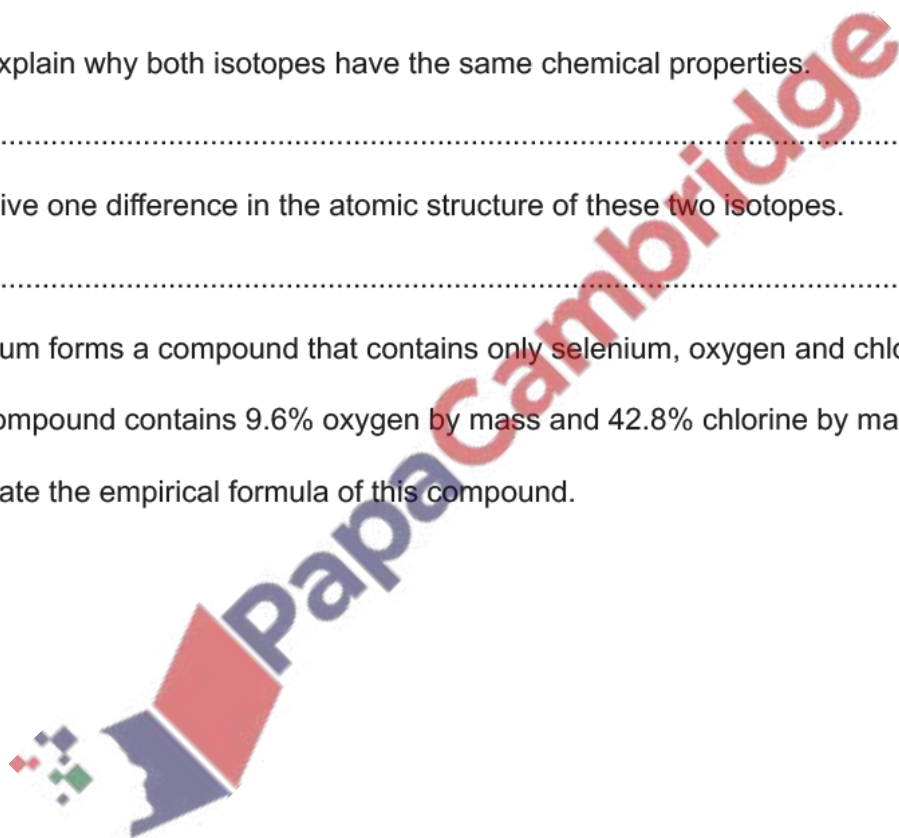 xplain why both isotopes have the same chemical properties.
ive one difference in the atomic structure of these two isotopes.
um forms a compound that contains only selenium, oxygen and chlo
ompound contains 9.6% oxygen by mass and 42.8% chlorine by ma
ate the empirical formula of this compound.
PapaCambridge